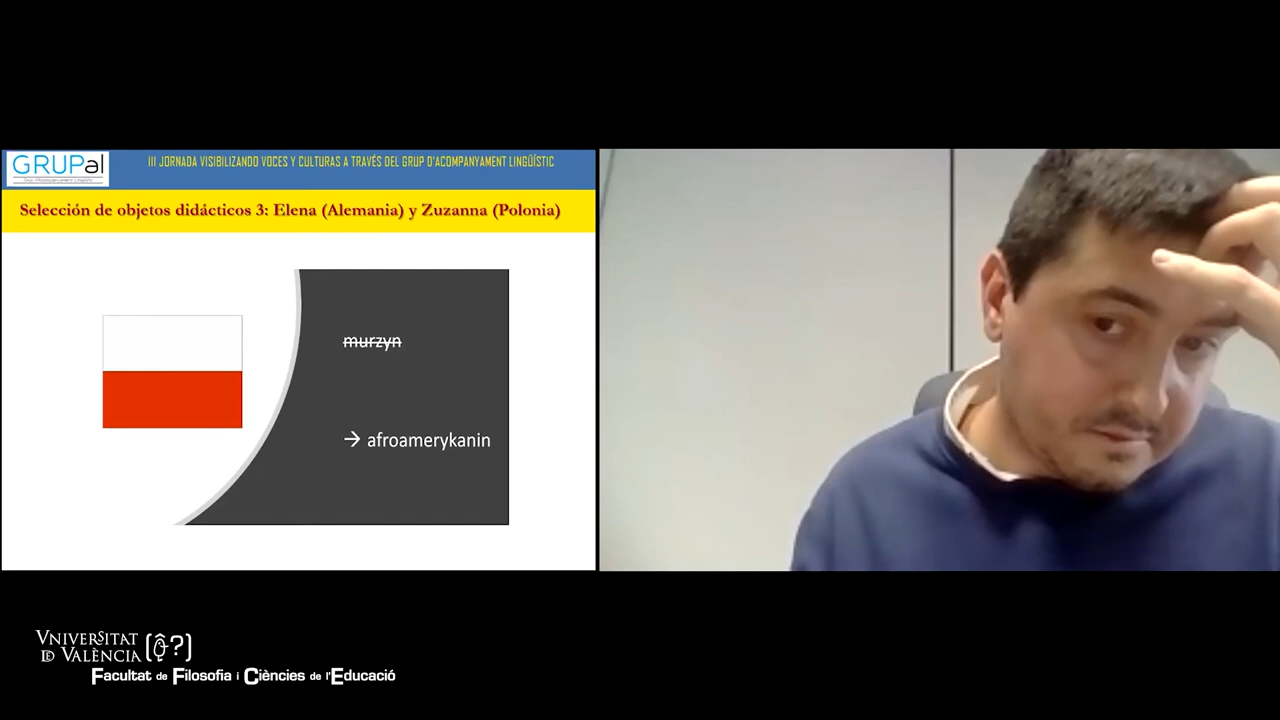 GRUPal
III JORNADA VISIBILIZANDO VOCES Y CULTURAS A TRAVÉS DEL GRUP D'ACOMPANYAMENT LINGÜÍSTIC
Selección de objetos didácticos 3: Elena (Alemania) y Zuzanna (Polonia)
murzyn
→ afroamerykanin
VNIVERSITAT
DE VALÈNCIA
Facultat de Filosofia i Ciències de l'Educació